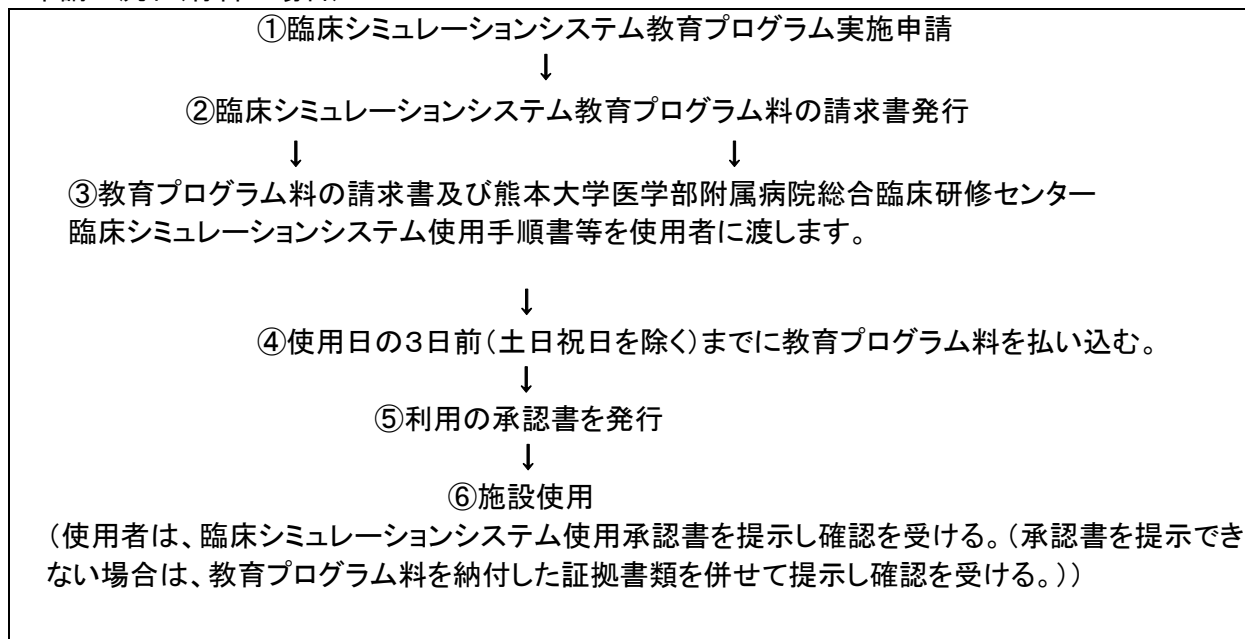 ①臨床シミュレーションシステム教育プログラム実施申請
↓
②臨床シミュレーションシステム教育プログラム料の請求書発行
↓ ↓
③教育プログラム料の請求書及び熊本大学医学部附属病院総合臨床研修センター
臨床シミュレーションシステム使用手順書等を使用者に渡します。
↓
④使用日の3日前(土日祝日を除く)までに教育プログラム料を払い込む。
↓
⑤利用の承認書を発行
↓
⑥施設使用
(使用者は、臨床シミュレーションシステム使用承認書を提示し確認を受ける。(承認書を提示でき
ない場合は、教育プログラム料を納付した証拠書類を併せて提示し確認を受ける。))